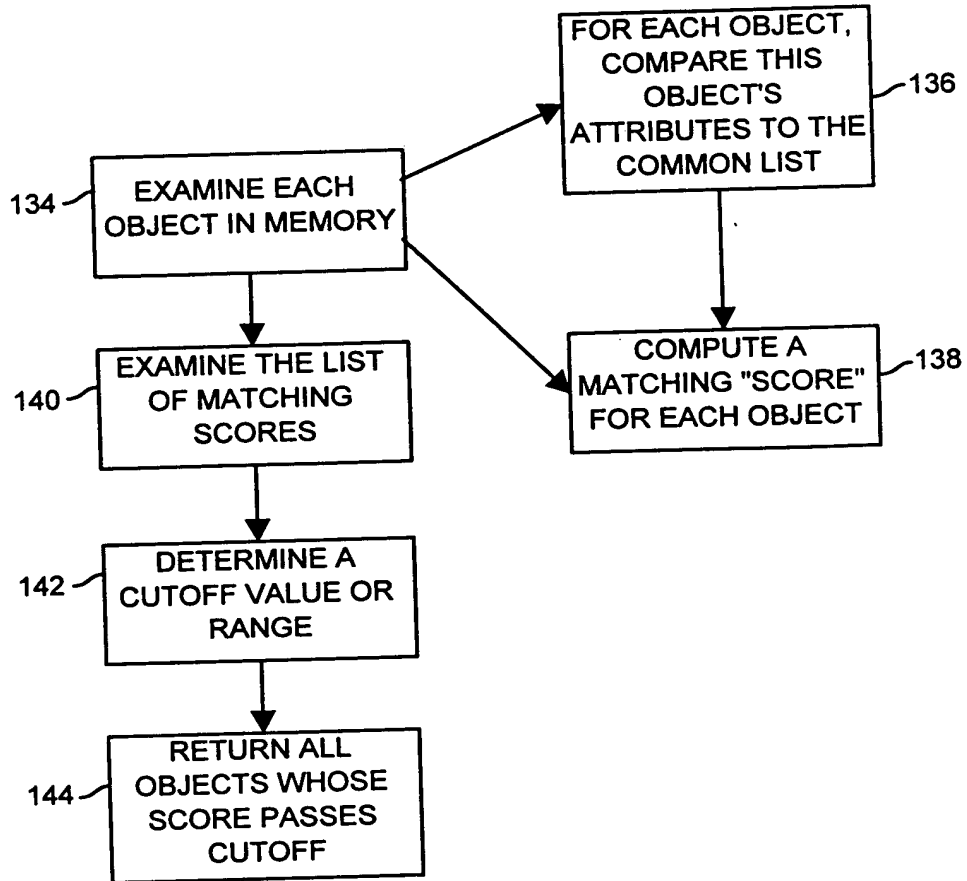 FOR EACH OBJECT,
COMPARE THIS
OBJECT'S
ATTRIBUTES TO THE
COMMON LIST
136
134
EXAMINE EACH
OBJECT IN MEMORY
COMPUTE A
MATCHING "SCORE"
FOR EACH OBJECT
138
140
EXAMINE THE LIST
OF MATCHING
SCORES
142
DETERMINE A
CUTOFF VALUE OR
RANGE
144
RETURN ALL
OBJECTS WHOSE
SCORE PASSES
CUTOFF